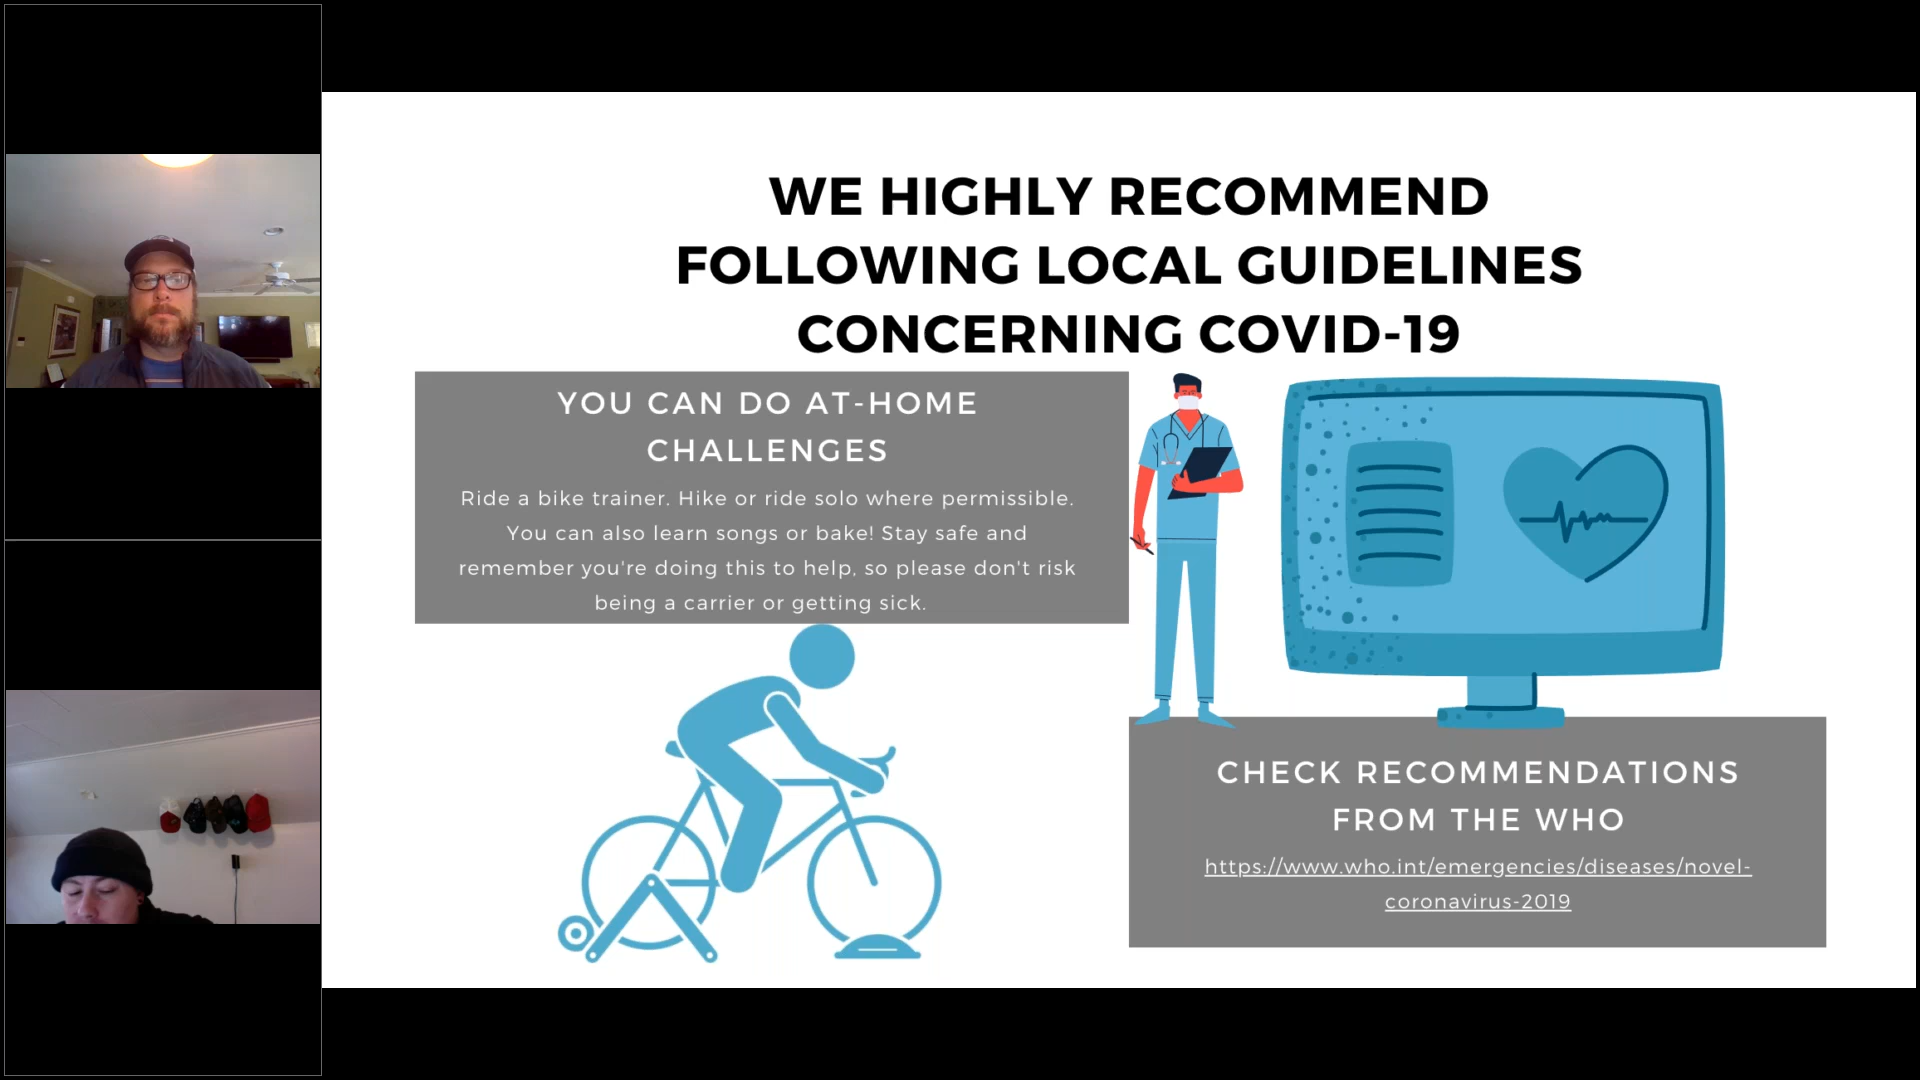 WE HIGHLY RECOMMEND
FOLLOWING LOCAL GUIDELINES
CONCERNING COVID-19
YOU CAN DO AT-HOME
CHALLENGES
Ride a bike trainer. Hike or ride solo where permissible.
You can also learn songs or bake! Stay safe and
remember you're doing this to help, so please don't risk
being a carrier or getting sick.
CHECK RECOMMENDATIONS
FROM THE WHO
https://www.who.int/emergencies/diseases/novel-
coronavirus-2019